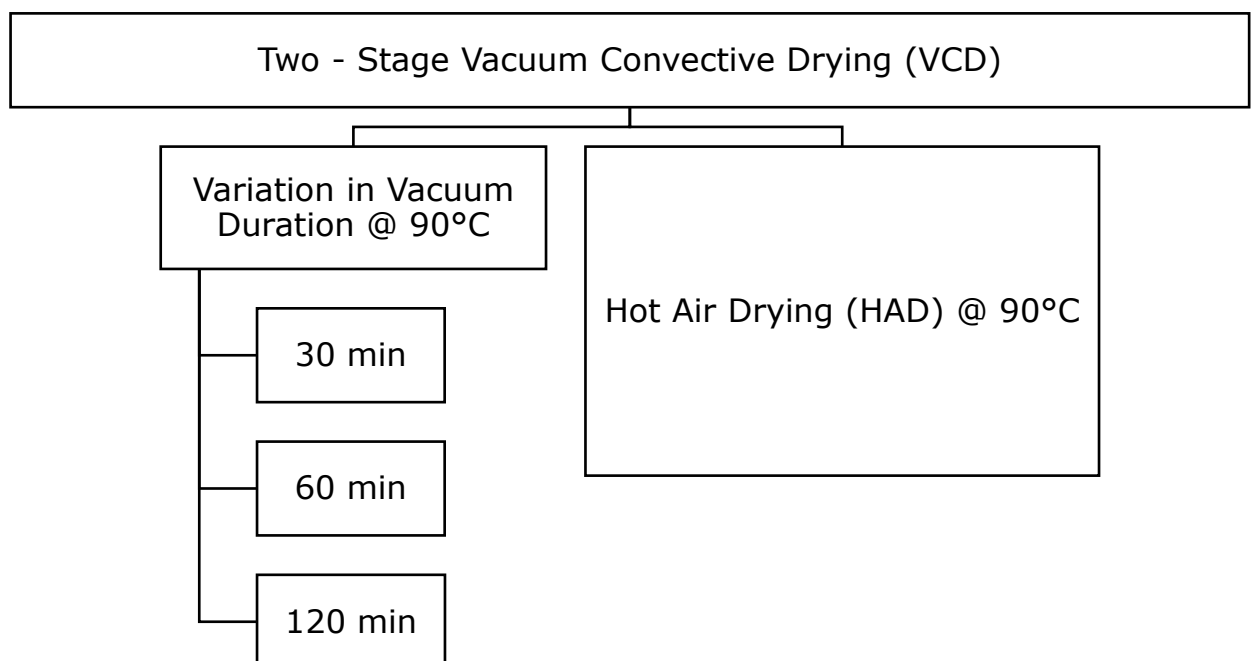 Two - Stage Vacuum Convective Drying (VCD)
Variation in Vacuum
Duration @ 90°C
30 min
60 min
120 min
Hot Air Drying (HAD) @ 90°C